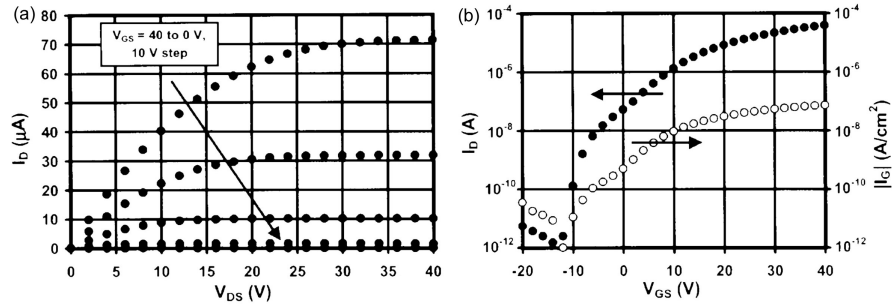 (a)
80
70
60
50
40
30
20
10
0
I_D (μA)
V_GS = 40 to 0 V,
10 V step
0 5 10 15 20 25 30 35 40
V_DS (V)
(b)
10^-4
10^-6
10^-8
10^-10
10^-12
I_D (A)
10^-4
10^-6
10^-8
10^-10
10^-12
|I_G| (A/cm^2)
-20 -10 0 10 20 30 40
V_GS (V)